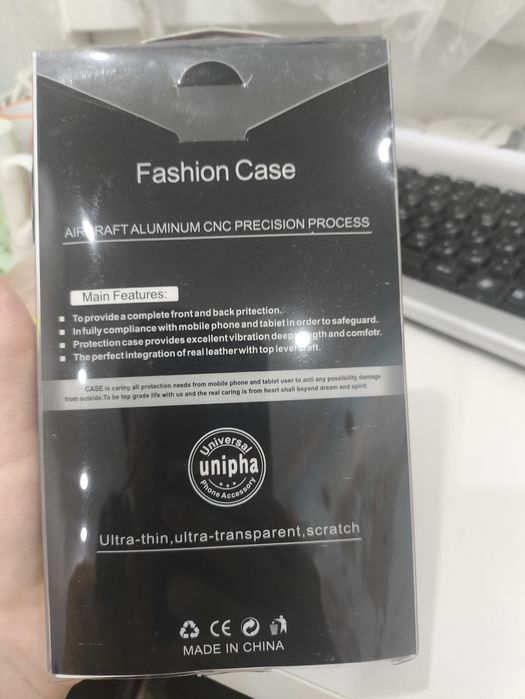 Fashion Case
AIRCRAFT ALUMINUM CNC PRECISION PROCESS
Main Features:
To provide a complete front and back pritection.
In fully compliance with mobile phone and tablet in order to safeguard.
Protection case provides excellent vibration deep length and comfotr.
The perfect integration of real leather with top level craft.
CASE is caring all protection needs from mobile phone and tablet user to anti any possibility damage
from outside.To be top grade life with us and the real caring is from heart shall beyond dream and spirit.
Universal
unipha
Phone Accessory
Ultra-thin,ultra-transparent,scratch
CE
MADE IN CHINA